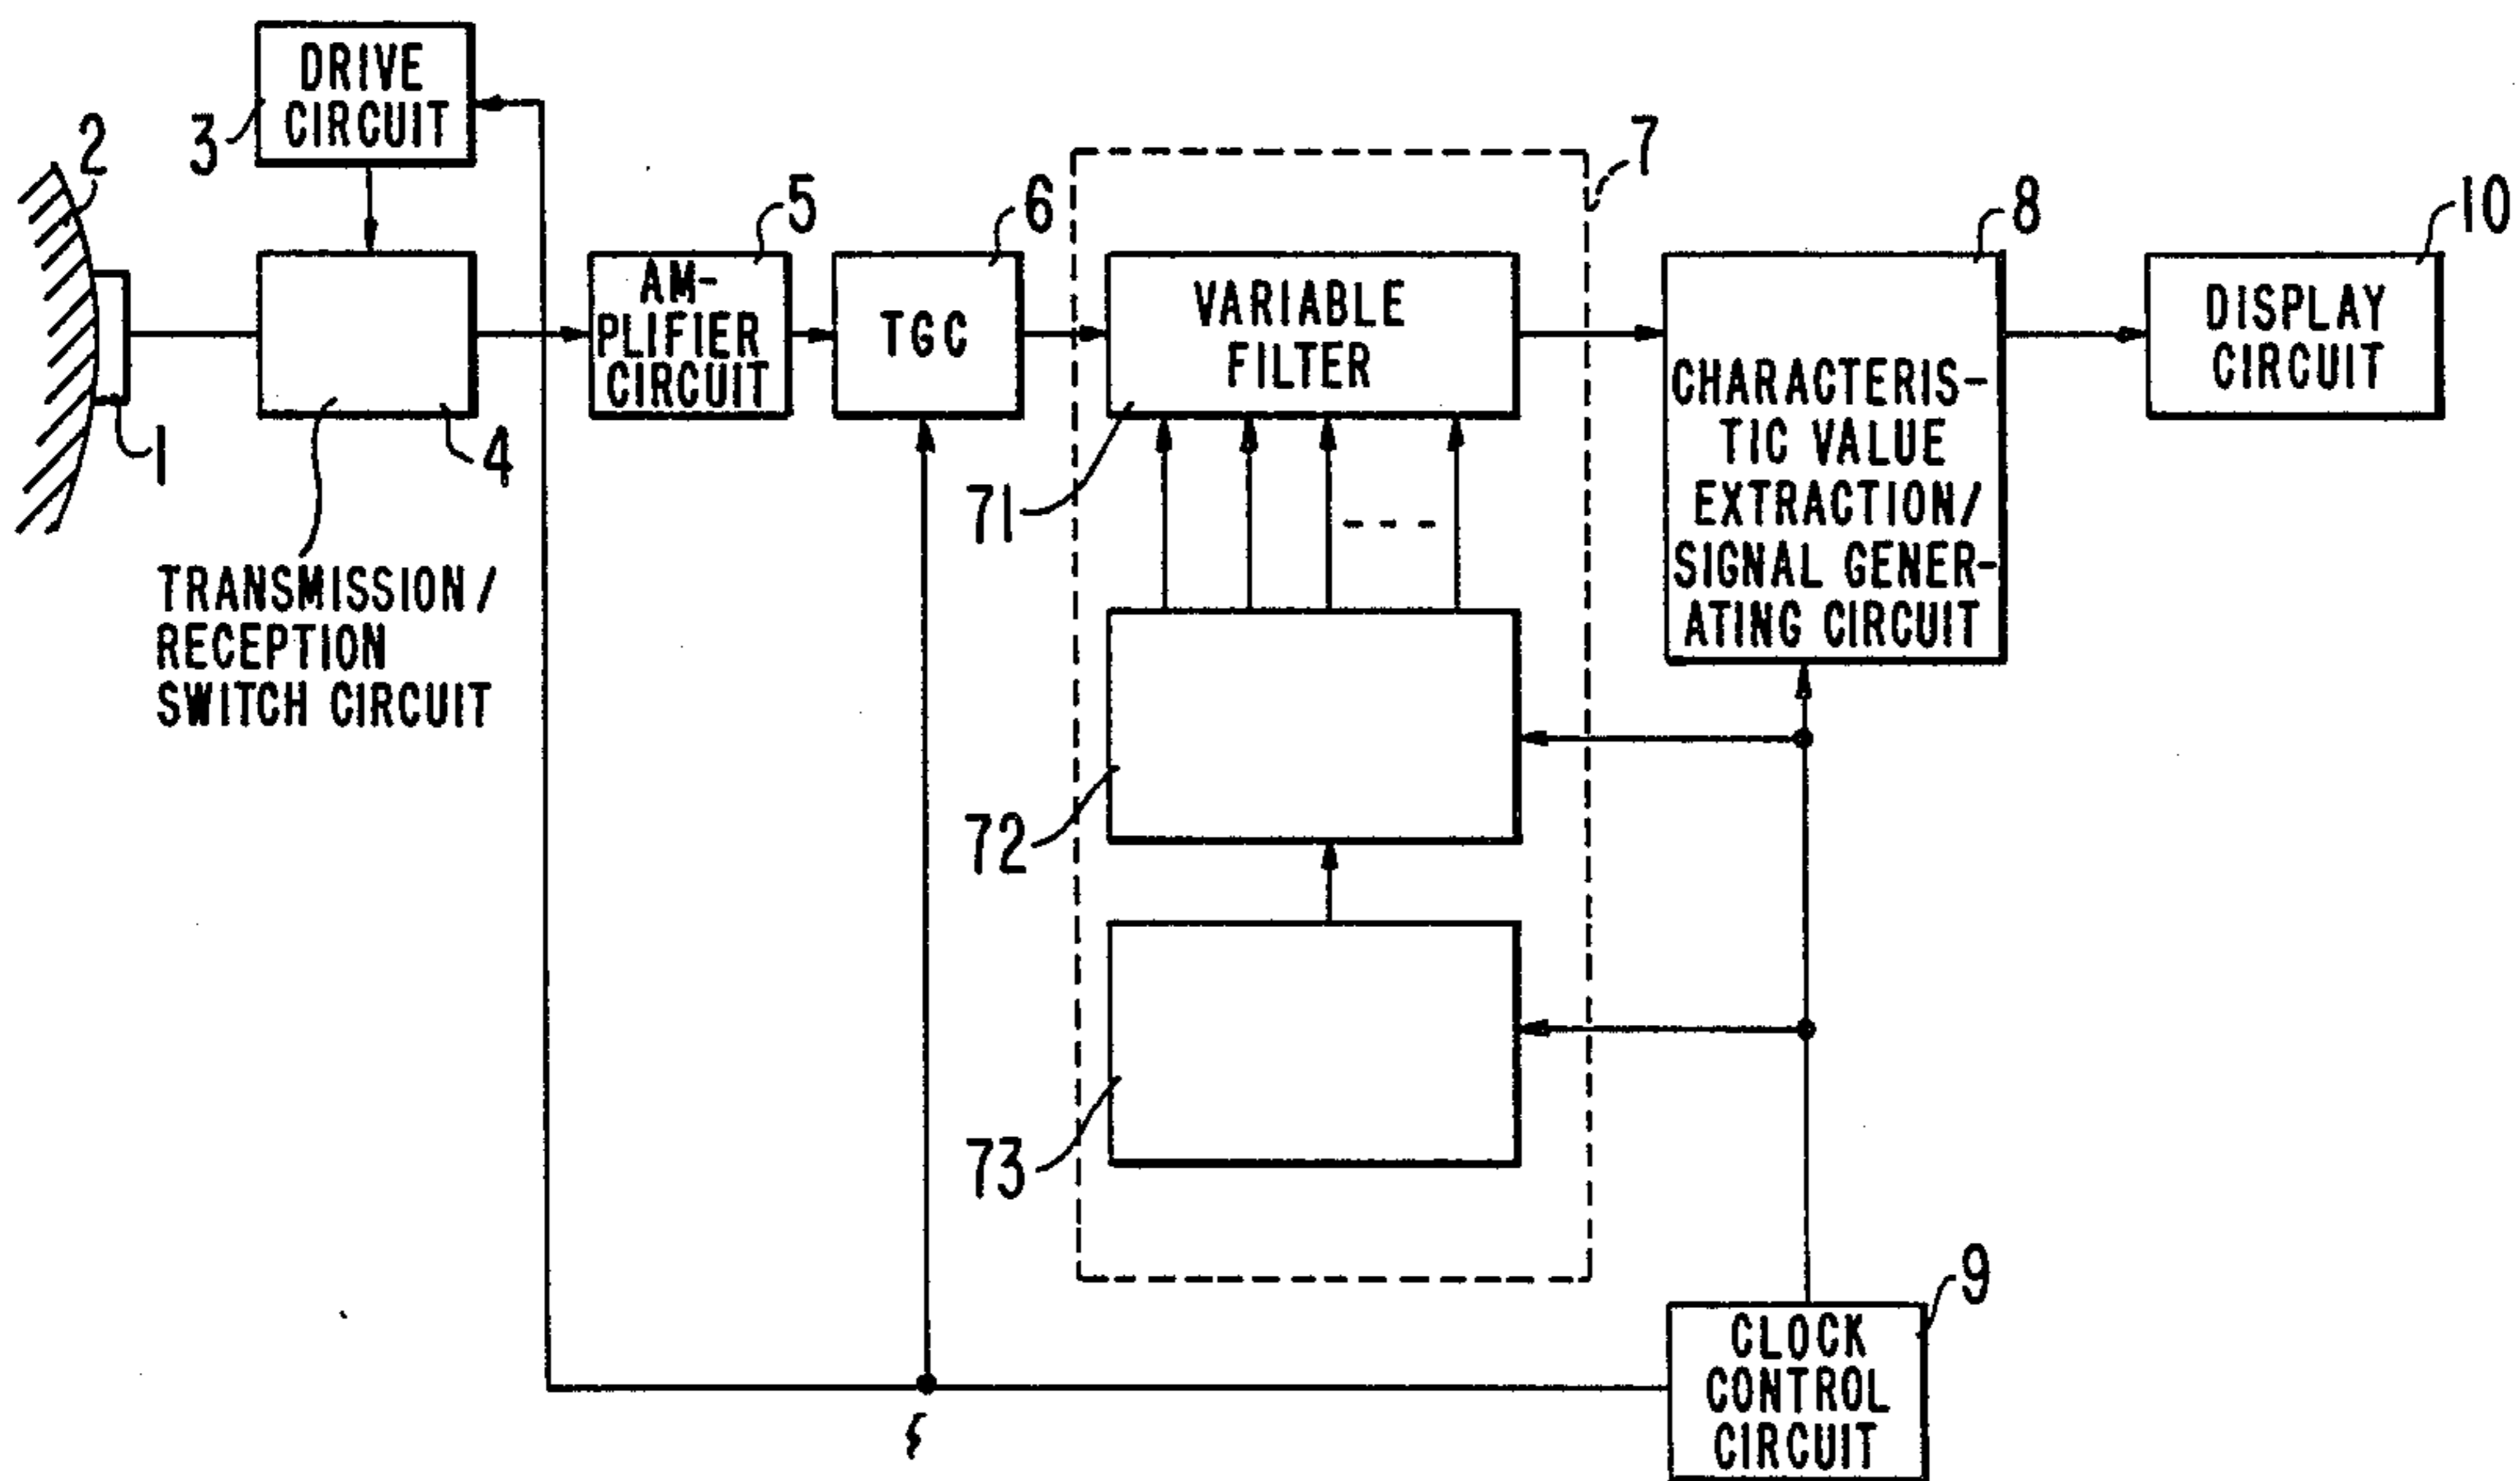 DRIVE
CIRCUIT
3
2
1
4
TRANSMISSION/
RECEPTION
SWITCH CIRCUIT
5
AM-
PLIFIER
CIRCUIT
6
TGC
7
VARIABLE
FILTER
71
72
73
8
CHARACTERIS-
TIC VALUE
EXTRACTION/
SIGNAL GENER-
ATING CIRCUIT
10
DISPLAY
CIRCUIT
9
CLOCK
CONTROL
CIRCUIT